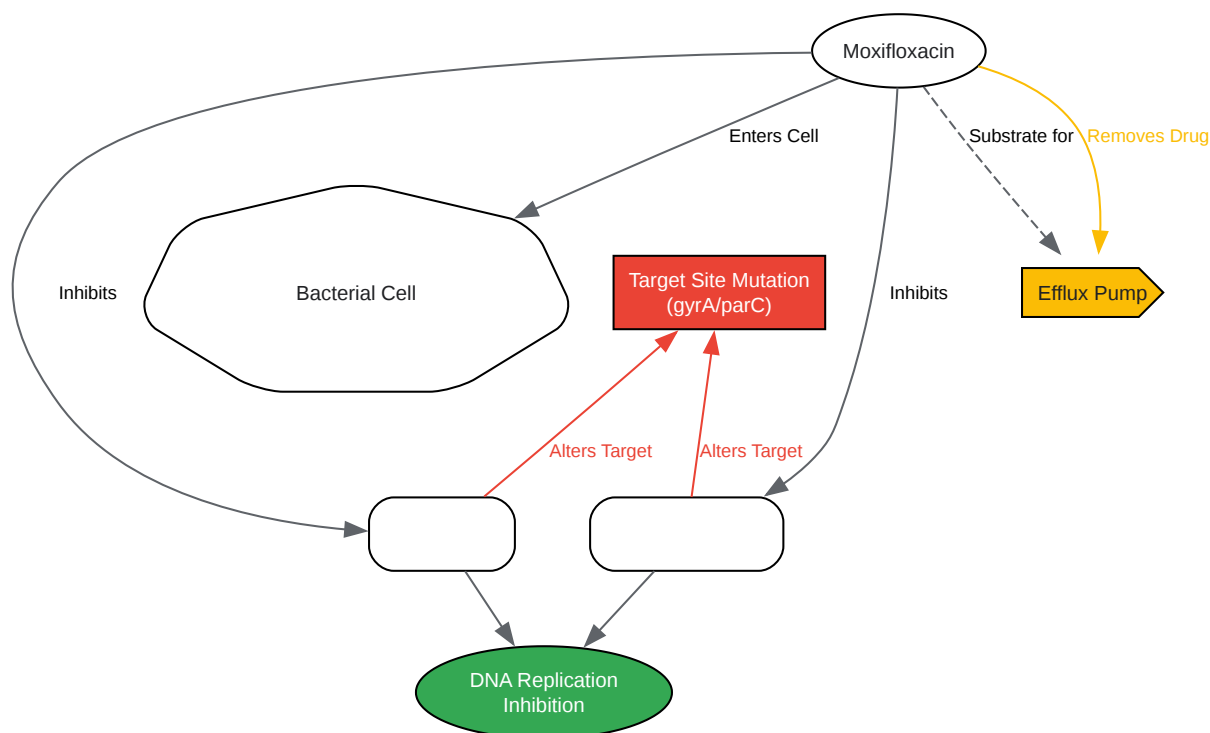 Moxifloxacin
Enters Cell
Substrate for
Removes Drug
Inhibits
Bacterial Cell
Target Site Mutation
(gyrA/parC)
Inhibits
Efflux Pump
Alters Target
Alters Target
DNA Replication
Inhibition